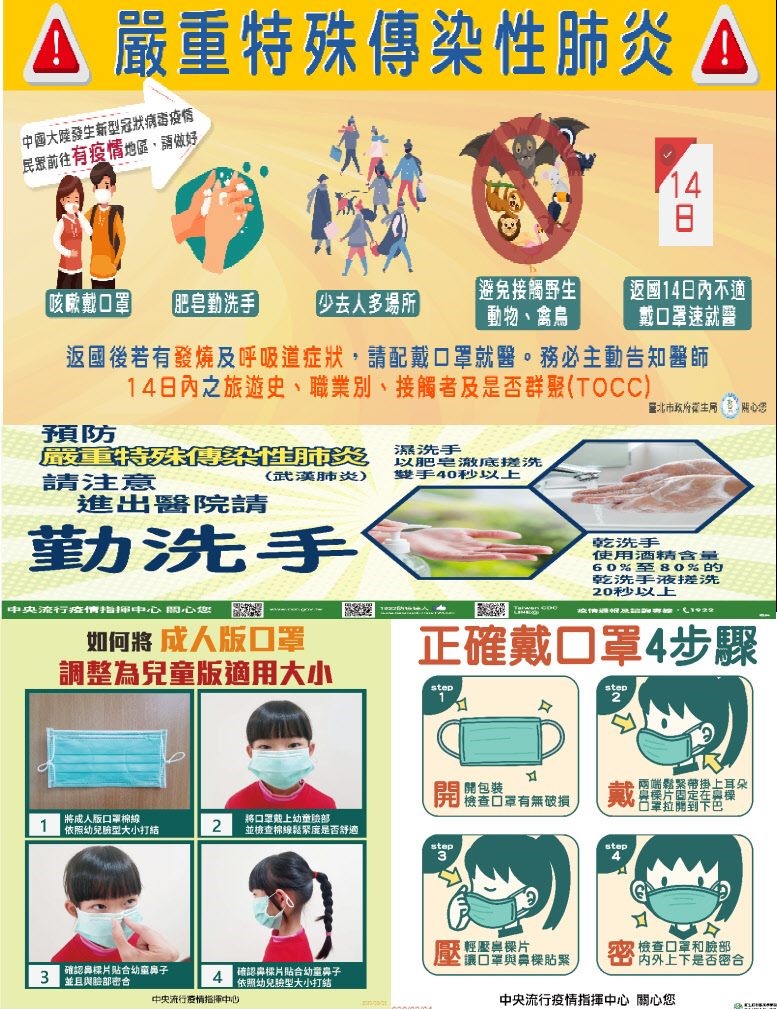 嚴重特殊傳染性肺炎
中國大陸發生新型冠狀病毒疫情
民眾前往有疫情地區，請做好
14
日
咳嗽戴口罩
肥皂勤洗手
少去人多場所
避免接觸野生
動物、禽鳥
返國14日內不適
戴口罩速就醫
返國後若有發燒及呼吸道症狀，請配戴口罩就醫。務必主動告知醫師
14日內之旅遊史、職業別、接觸者及是否群聚(TOCC)
臺北市政府衛生局 關心您
預防
嚴重特殊傳染性肺炎
(武漢肺炎)
請注意
進出醫院請
勤洗手
濕洗手
以肥皂澈底搓洗
雙手40秒以上
乾洗手
使用酒精含量
60%至80%的
乾洗手液搓洗
20秒以上
中央流行疫情指揮中心 關心您
www.cdc.gov.tw
Taiwan CDC
LINE@
疫情通報及諮詢專線：1922
如何將 成人版口罩
調整為兒童版適用大小
1 將成人版口罩棉線
依照幼兒臉型大小打結
2 將口罩戴上幼童臉部
並檢查棉線鬆緊度是否舒適
3 確認鼻樑片貼合幼童鼻子
並且與臉部密合
4 確認鼻樑片貼合幼童鼻子
依照幼兒臉型大小打結
中央流行疫情指揮中心
正確戴口罩4步驟
step
1
開 開包裝
檢查口罩有無破損
step
2
戴 兩端鬆緊帶掛上耳朵
鼻樑片固定在鼻樑
口罩拉開到下巴
step
3
壓 輕壓鼻樑片
讓口罩與鼻樑貼緊
step
4
密 檢查口罩和臉部
內外上下是否密合
中央流行疫情指揮中心 關心您